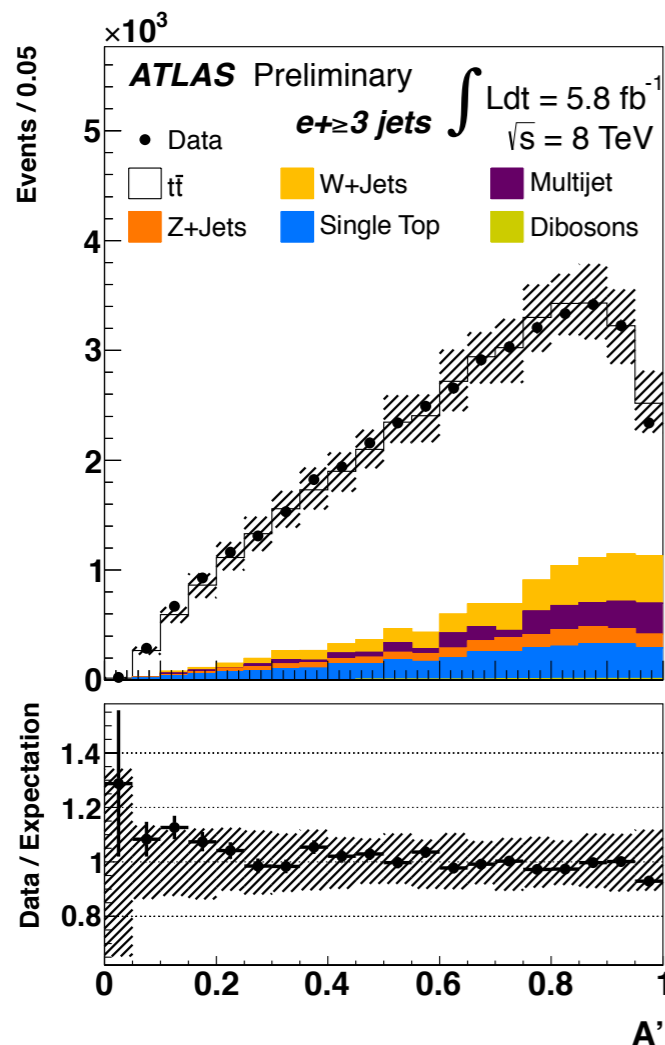 ×10³
Events / 0.05
ATLAS Preliminary
e+≥3 jets ∫ Ldt = 5.8 fb⁻¹
√s = 8 TeV
Data
tt̄ W+Jets Multijet
Z+Jets Single Top Dibosons
5
4
3
2
1
0
Data / Expectation
1.4
1.2
1
0.8
0 0.2 0.4 0.6 0.8 1
A'